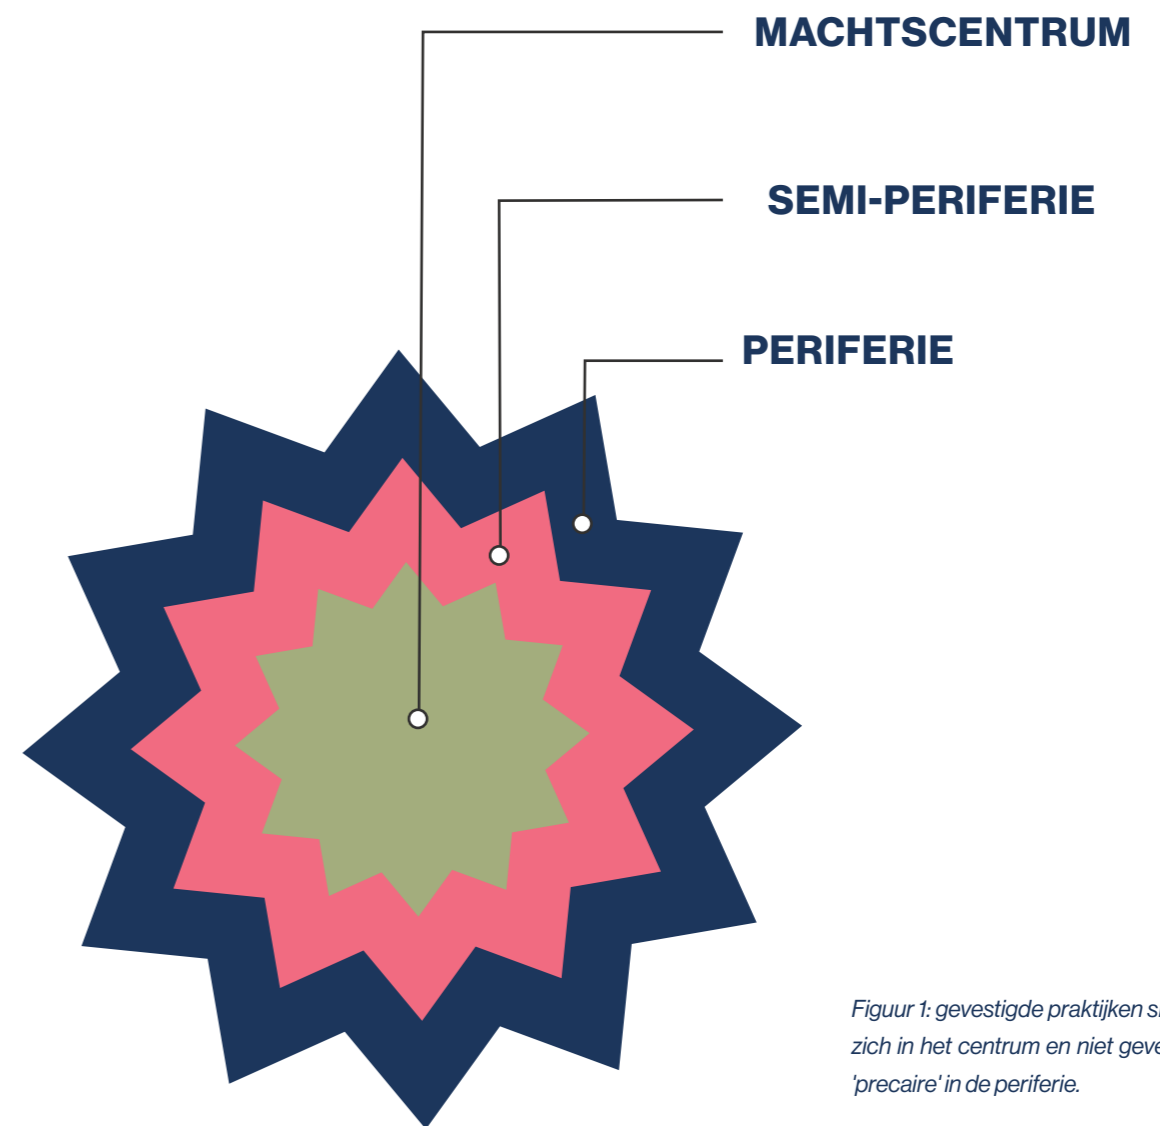 MACHTSCENTRUM
SEMI-PERIFERIE
PERIFERIE
Figuur 1: gevestigde praktijken
zich in het centrum en niet
'precaire' in de periferie.